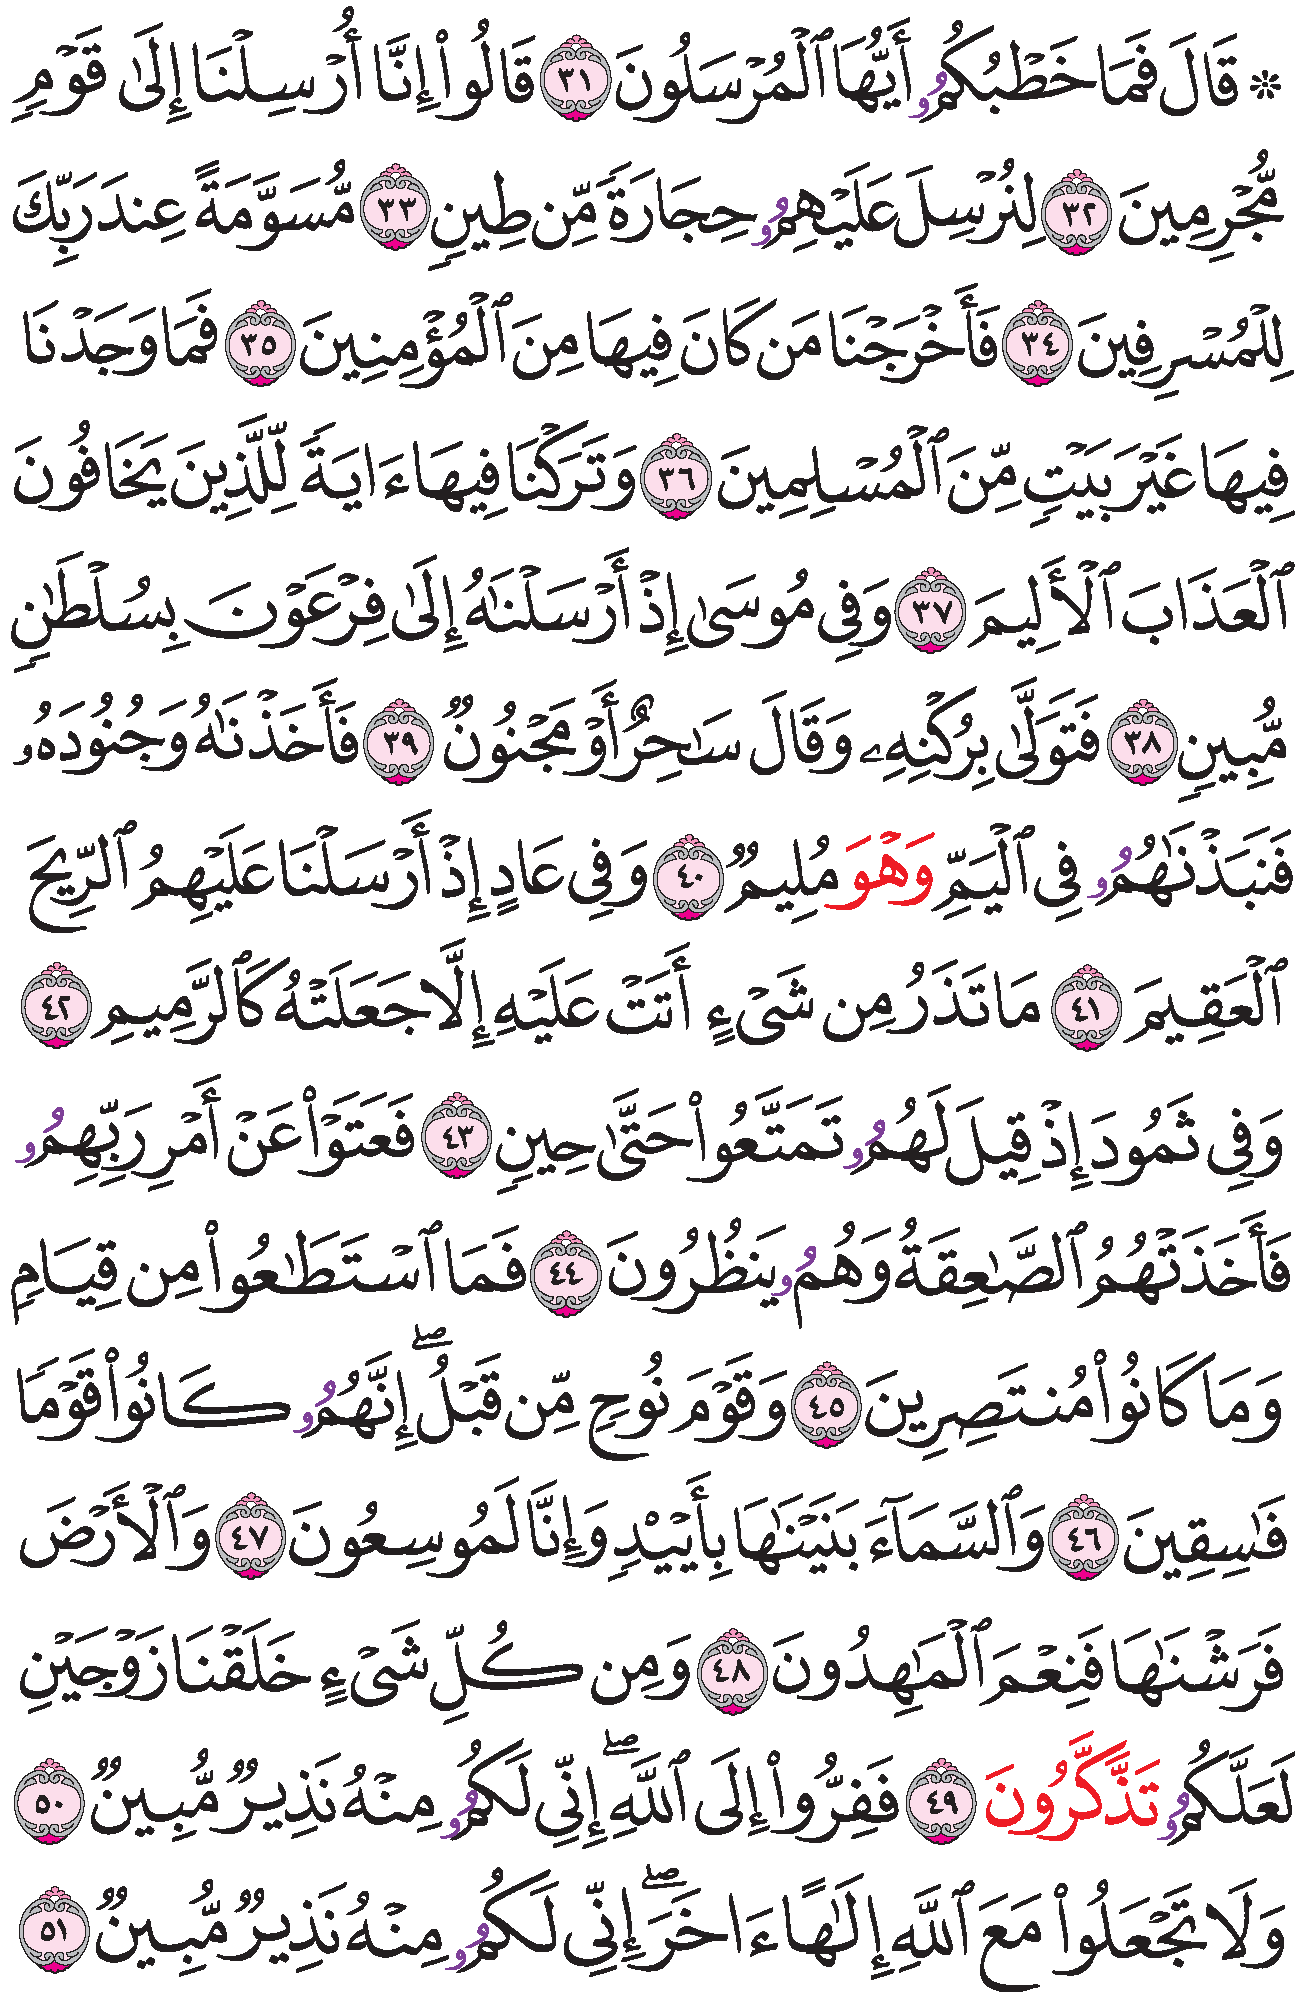 ۞ قَالَ فَمَا خَطْبُكُمُۥ أَيُّهَا ٱلْمُرْسَلُونَ ٣١ قَالُوا۟ إِنَّا أُرْسِلْنَا إِلَىٰ قَوْمٍ
مُّجْرِمِينَ ٣٢ لِنُرْسِلَ عَلَيْهِمُۥ حِجَارَةً مِّن طِينٍ ٣٣ مُّسَوَّمَةً عِندَ رَبِّكَ
لِلْمُسْرِفِينَ ٣٤ فَأَخْرَجْنَا مَن كَانَ فِيهَا مِنَ ٱلْمُؤْمِنِينَ ٣٥ فَمَا وَجَدْنَا
فِيهَا غَيْرَ بَيْتٍ مِّنَ ٱلْمُسْلِمِينَ ٣٦ وَتَرَكْنَا فِيهَا ءَايَةً لِّلَّذِينَ يَخَافُونَ
ٱلْعَذَابَ ٱلْأَلِيمَ ٣٧ وَفِى مُوسَىٰ إِذْ أَرْسَلْنَٰهُ إِلَىٰ فِرْعَوْنَ بِسُلْطَٰنٍ
مُّبِينٍ ٣٨ فَتَوَلَّىٰ بِرُكْنِهِۦ وَقَالَ سَٰحِرٌ أَوْ مَجْنُونٌ ٣٩ فَأَخَذْنَٰهُ وَجُنُودَهُۥ
فَنَبَذْنَٰهُمُۥ فِى ٱلْيَمِّ وَهْوَ مُلِيمٌ ٤٠ وَفِى عَادٍ إِذْ أَرْسَلْنَا عَلَيْهِمُ ٱلرِّيحَ
ٱلْعَقِيمَ ٤١ مَا تَذَرُ مِن شَىْءٍ أَتَتْ عَلَيْهِ إِلَّا جَعَلَتْهُ كَٱلرَّمِيمِ ٤٢
وَفِى ثَمُودَ إِذْ قِيلَ لَهُمُۥ تَمَتَّعُوا۟ حَتَّىٰ حِينٍ ٤٣ فَعَتَوْا۟ عَنْ أَمْرِ رَبِّهِمُۥ
فَأَخَذَتْهُمُ ٱلصَّٰعِقَةُ وَهُمُۥ يَنظُرُونَ ٤٤ فَمَا ٱسْتَطَٰعُوا۟ مِن قِيَامٍ
وَمَا كَانُوا۟ مُنتَصِرِينَ ٤٥ وَقَوْمَ نُوحٍ مِّن قَبْلُ ۖ إِنَّهُمُۥ كَانُوا۟ قَوْمًا
فَٰسِقِينَ ٤٦ وَٱلسَّمَآءَ بَنَيْنَٰهَا بِأَيْي۟دٍ وَإِنَّا لَمُوسِعُونَ ٤٧ وَٱلْأَرْضَ
فَرَشْنَٰهَا فَنِعْمَ ٱلْمَٰهِدُونَ ٤٨ وَمِن كُلِّ شَىْءٍ خَلَقْنَا زَوْجَيْنِ
لَعَلَّكُمُۥ تَذَّكَّرُونَ ٤٩ فَفِرُّوا۟ إِلَى ٱللَّهِ ۖ إِنِّى لَكُمُۥ مِنْهُ نَذِيرٌ مُّبِينٌ ٥٠
وَلَا تَجْعَلُوا۟ مَعَ ٱللَّهِ إِلَٰهًا ءَاخَرَ ۖ إِنِّى لَكُمُۥ مِنْهُ نَذِيرٌ مُّبِينٌ ٥١